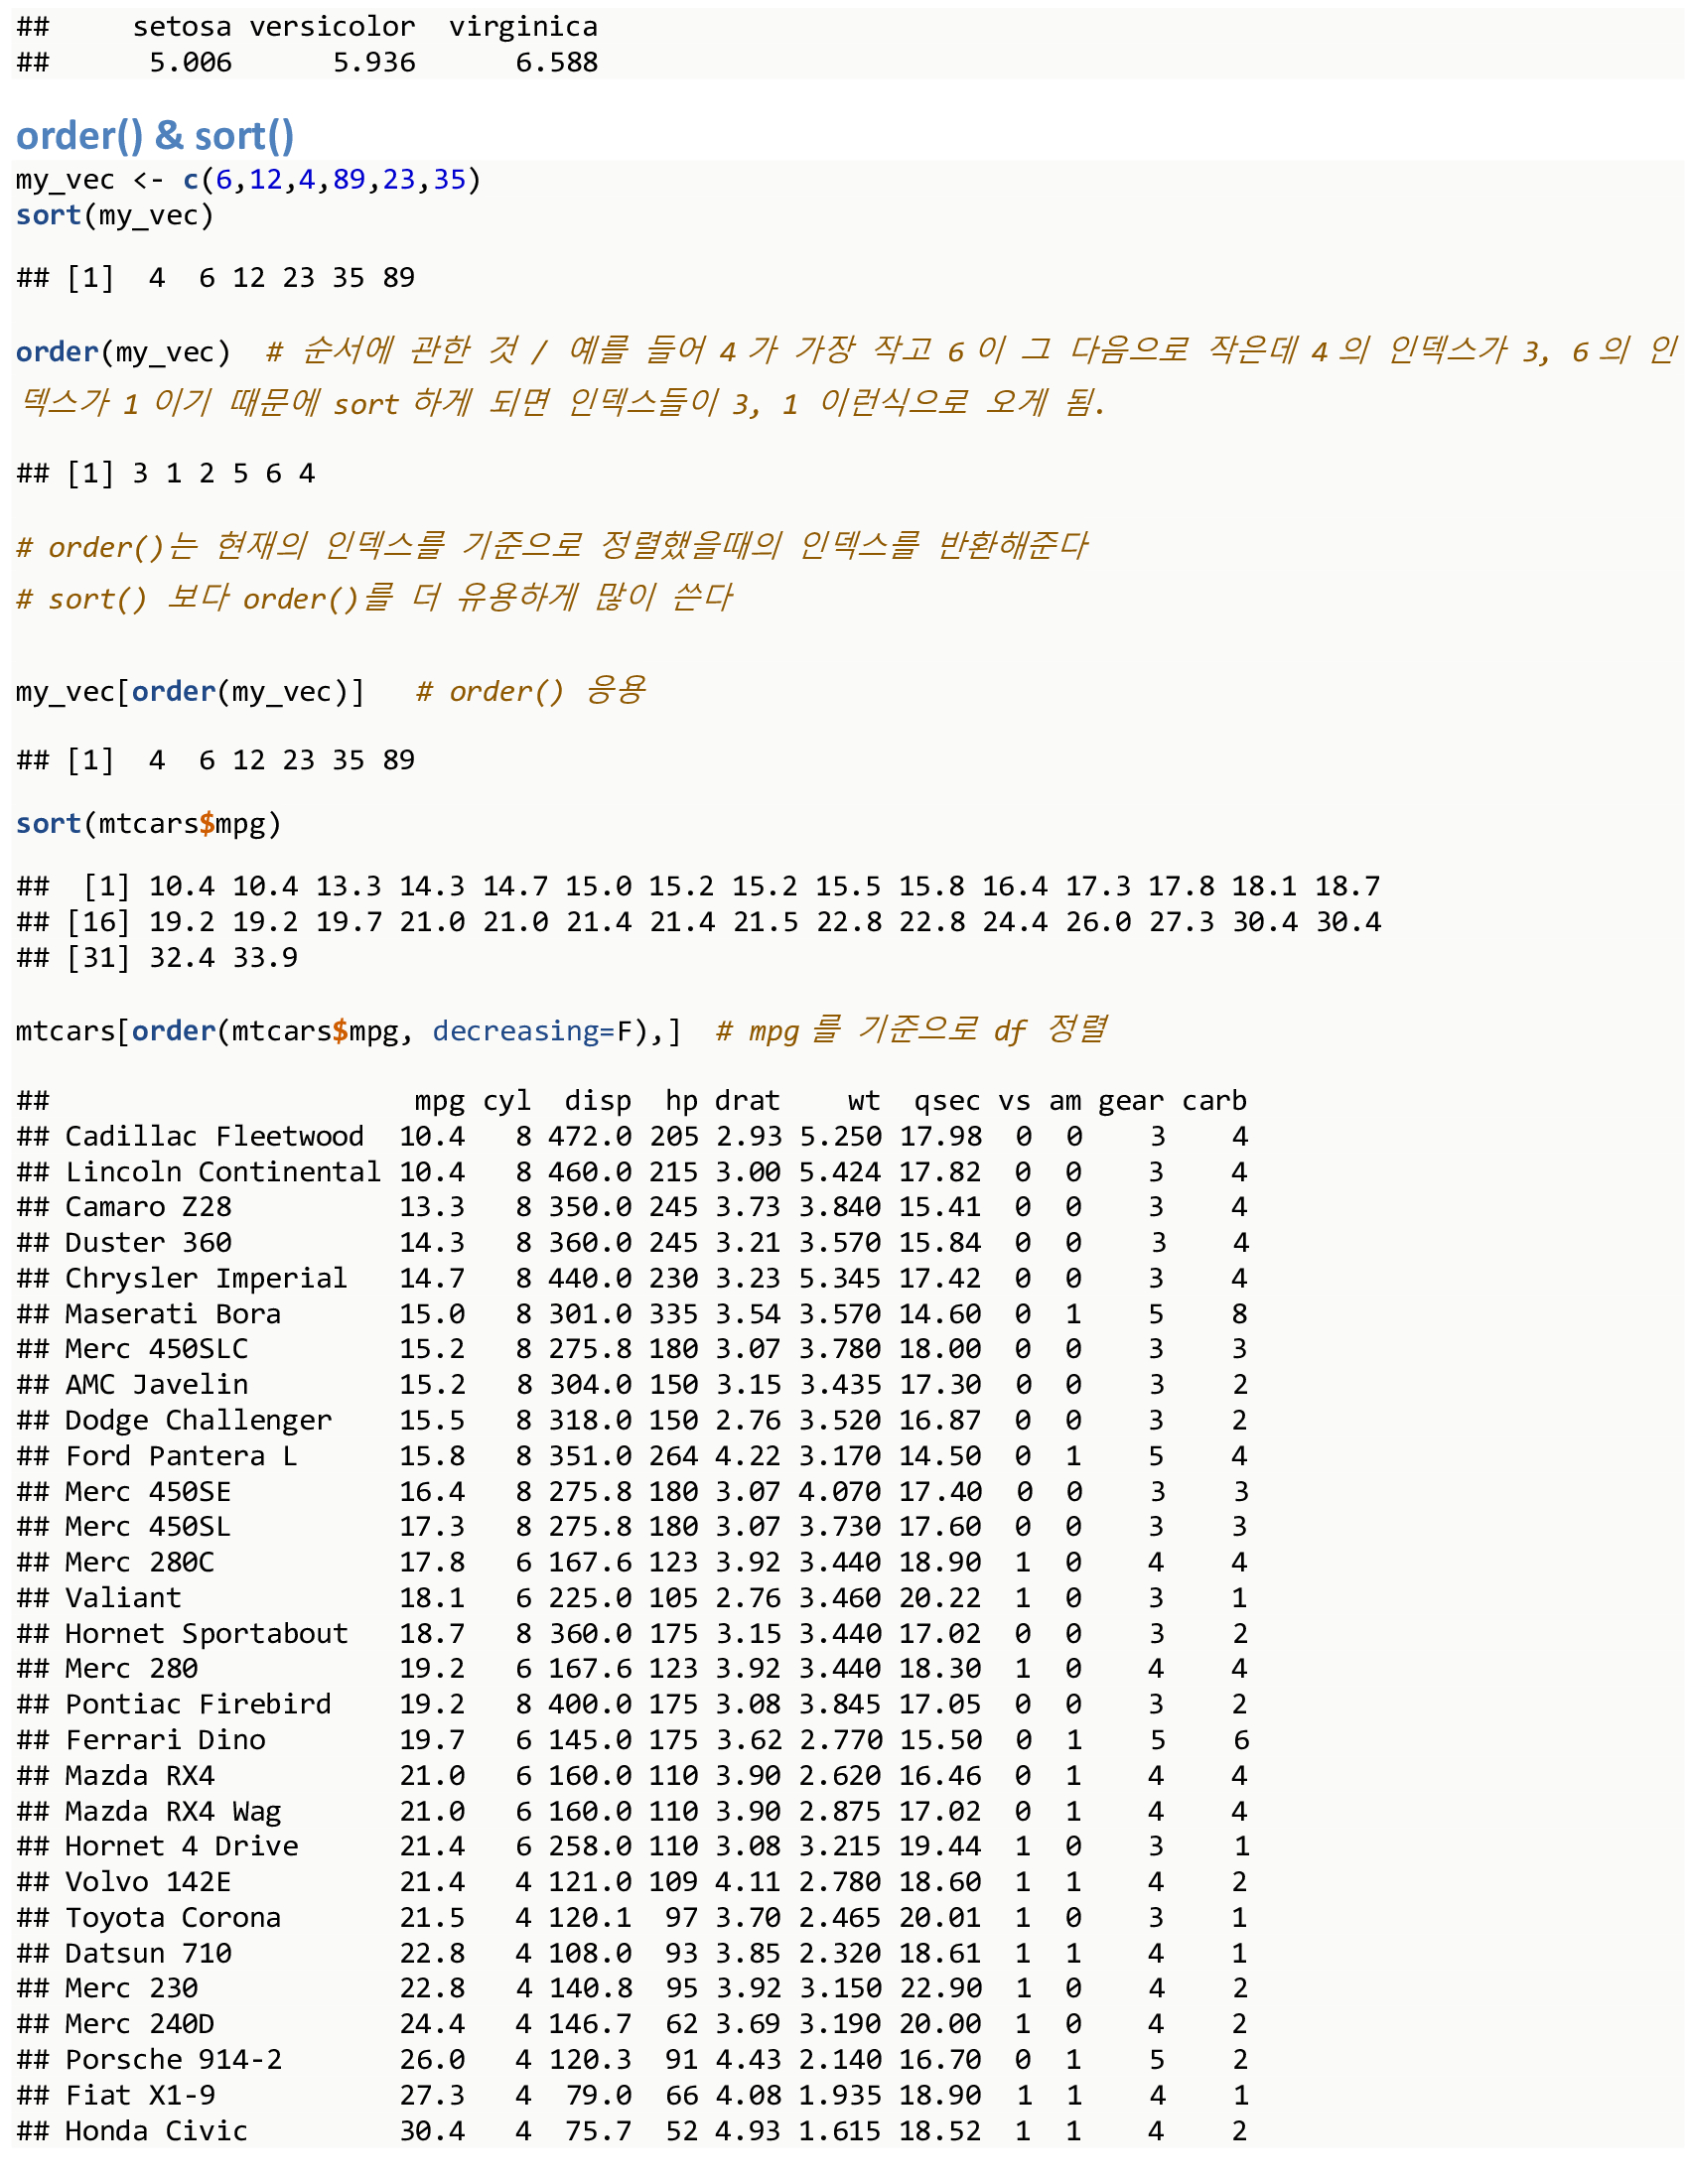 ##     setosa versicolor  virginica
##      5.006      5.936      6.588
order() & sort()
my_vec <- c(6,12,4,89,23,35)
sort(my_vec)
## [1]  4  6 12 23 35 89
order(my_vec)  # 순서에 관한 것 / 예를 들어 4 가 가장 작고 6 이 그 다음으로 작은데 4 의 인덱스가 3, 6 의 인
덱스가 1 이기 때문에 sort 하게 되면 인덱스들이 3, 1 이런식으로 오게 됨.
## [1] 3 1 2 5 6 4
# order()는 현재의 인덱스를 기준으로 정렬했을때의 인덱스를 반환해준다
# sort() 보다 order()를 더 유용하게 많이 쓴다
my_vec[order(my_vec)]   # order() 응용
## [1]  4  6 12 23 35 89
sort(mtcars$mpg)
##  [1] 10.4 10.4 13.3 14.3 14.7 15.0 15.2 15.2 15.5 15.8 16.4 17.3 17.8 18.1 18.7
## [16] 19.2 19.2 19.7 21.0 21.0 21.4 21.4 21.5 22.8 22.8 24.4 26.0 27.3 30.4 30.4
## [31] 32.4 33.9
mtcars[order(mtcars$mpg, decreasing=F),]  # mpg 를 기준으로 df 정렬
##                      mpg cyl  disp  hp drat    wt  qsec vs am gear carb
## Cadillac Fleetwood  10.4   8 472.0 205 2.93 5.250 17.98  0  0    3    4
## Lincoln Continental 10.4   8 460.0 215 3.00 5.424 17.82  0  0    3    4
## Camaro Z28          13.3   8 350.0 245 3.73 3.840 15.41  0  0    3    4
## Duster 360          14.3   8 360.0 245 3.21 3.570 15.84  0  0    3    4
## Chrysler Imperial   14.7   8 440.0 230 3.23 5.345 17.42  0  0    3    4
## Maserati Bora       15.0   8 301.0 335 3.54 3.570 14.60  0  1    5    8
## Merc 450SLC         15.2   8 275.8 180 3.07 3.780 18.00  0  0    3    3
## AMC Javelin         15.2   8 304.0 150 3.15 3.435 17.30  0  0    3    2
## Dodge Challenger    15.5   8 318.0 150 2.76 3.520 16.87  0  0    3    2
## Ford Pantera L      15.8   8 351.0 264 4.22 3.170 14.50  0  1    5    4
## Merc 450SE          16.4   8 275.8 180 3.07 4.070 17.40  0  0    3    3
## Merc 450SL          17.3   8 275.8 180 3.07 3.730 17.60  0  0    3    3
## Merc 280C           17.8   6 167.6 123 3.92 3.440 18.90  1  0    4    4
## Valiant             18.1   6 225.0 105 2.76 3.460 20.22  1  0    3    1
## Hornet Sportabout   18.7   8 360.0 175 3.15 3.440 17.02  0  0    3    2
## Merc 280            19.2   6 167.6 123 3.92 3.440 18.30  1  0    4    4
## Pontiac Firebird    19.2   8 400.0 175 3.08 3.845 17.05  0  0    3    2
## Ferrari Dino        19.7   6 145.0 175 3.62 2.770 15.50  0  1    5    6
## Mazda RX4           21.0   6 160.0 110 3.90 2.620 16.46  0  1    4    4
## Mazda RX4 Wag       21.0   6 160.0 110 3.90 2.875 17.02  0  1    4    4
## Hornet 4 Drive      21.4   6 258.0 110 3.08 3.215 19.44  1  0    3    1
## Volvo 142E          21.4   4 121.0 109 4.11 2.780 18.60  1  1    4    2
## Toyota Corona       21.5   4 120.1  97 3.70 2.465 20.01  1  0    3    1
## Datsun 710          22.8   4 108.0  93 3.85 2.320 18.61  1  1    4    1
## Merc 230            22.8   4 140.8  95 3.92 3.150 22.90  1  0    4    2
## Merc 240D           24.4   4 146.7  62 3.69 3.190 20.00  1  0    4    2
## Porsche 914-2       26.0   4 120.3  91 4.43 2.140 16.70  0  1    5    2
## Fiat X1-9           27.3   4  79.0  66 4.08 1.935 18.90  1  1    4    1
## Honda Civic         30.4   4  75.7  52 4.93 1.615 18.52  1  1    4    2